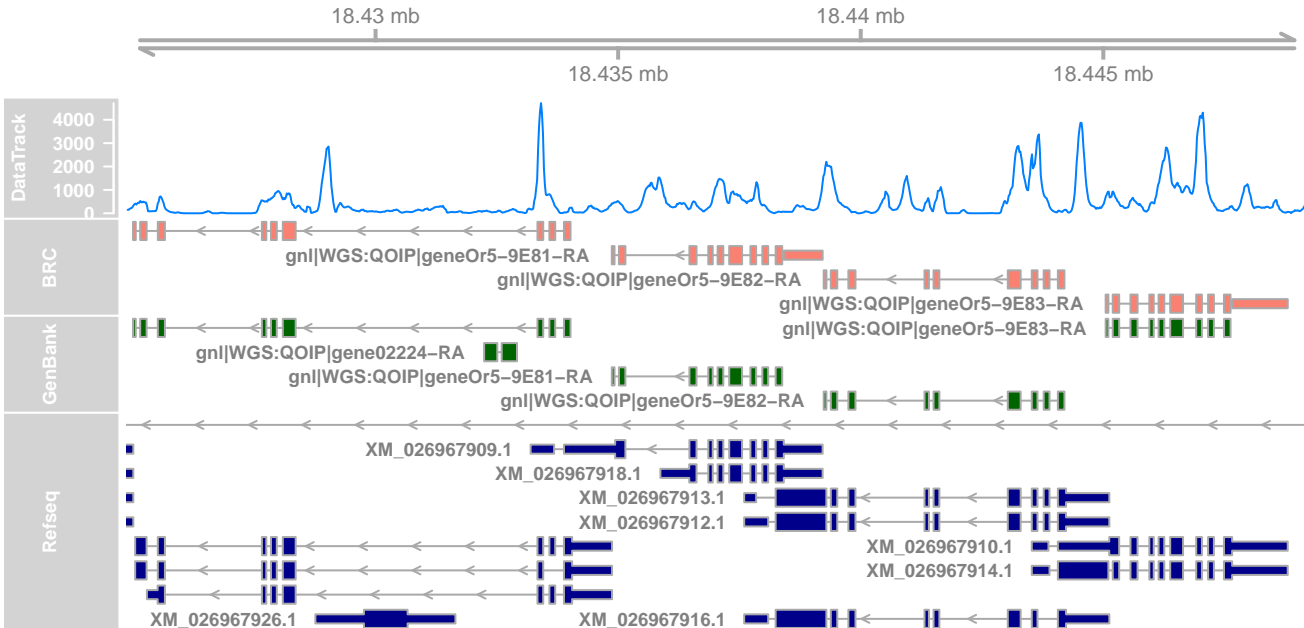 18.43 mb
18.44 mb
18.435 mb
18.445 mb
DataTrack
4000
3000
2000
1000
0
BRC
gnl|WGS:QOIP|geneOr5−9E81−RA
gnl|WGS:QOIP|geneOr5−9E82−RA
gnl|WGS:QOIP|geneOr5−9E83−RA
GenBank
gnl|WGS:QOIP|geneOr5−9E83−RA
gnl|WGS:QOIP|gene02224−RA
gnl|WGS:QOIP|geneOr5−9E81−RA
gnl|WGS:QOIP|geneOr5−9E82−RA
Refseq
XM_026967909.1
XM_026967918.1
XM_026967913.1
XM_026967912.1
XM_026967910.1
XM_026967914.1
XM_026967926.1
XM_026967916.1